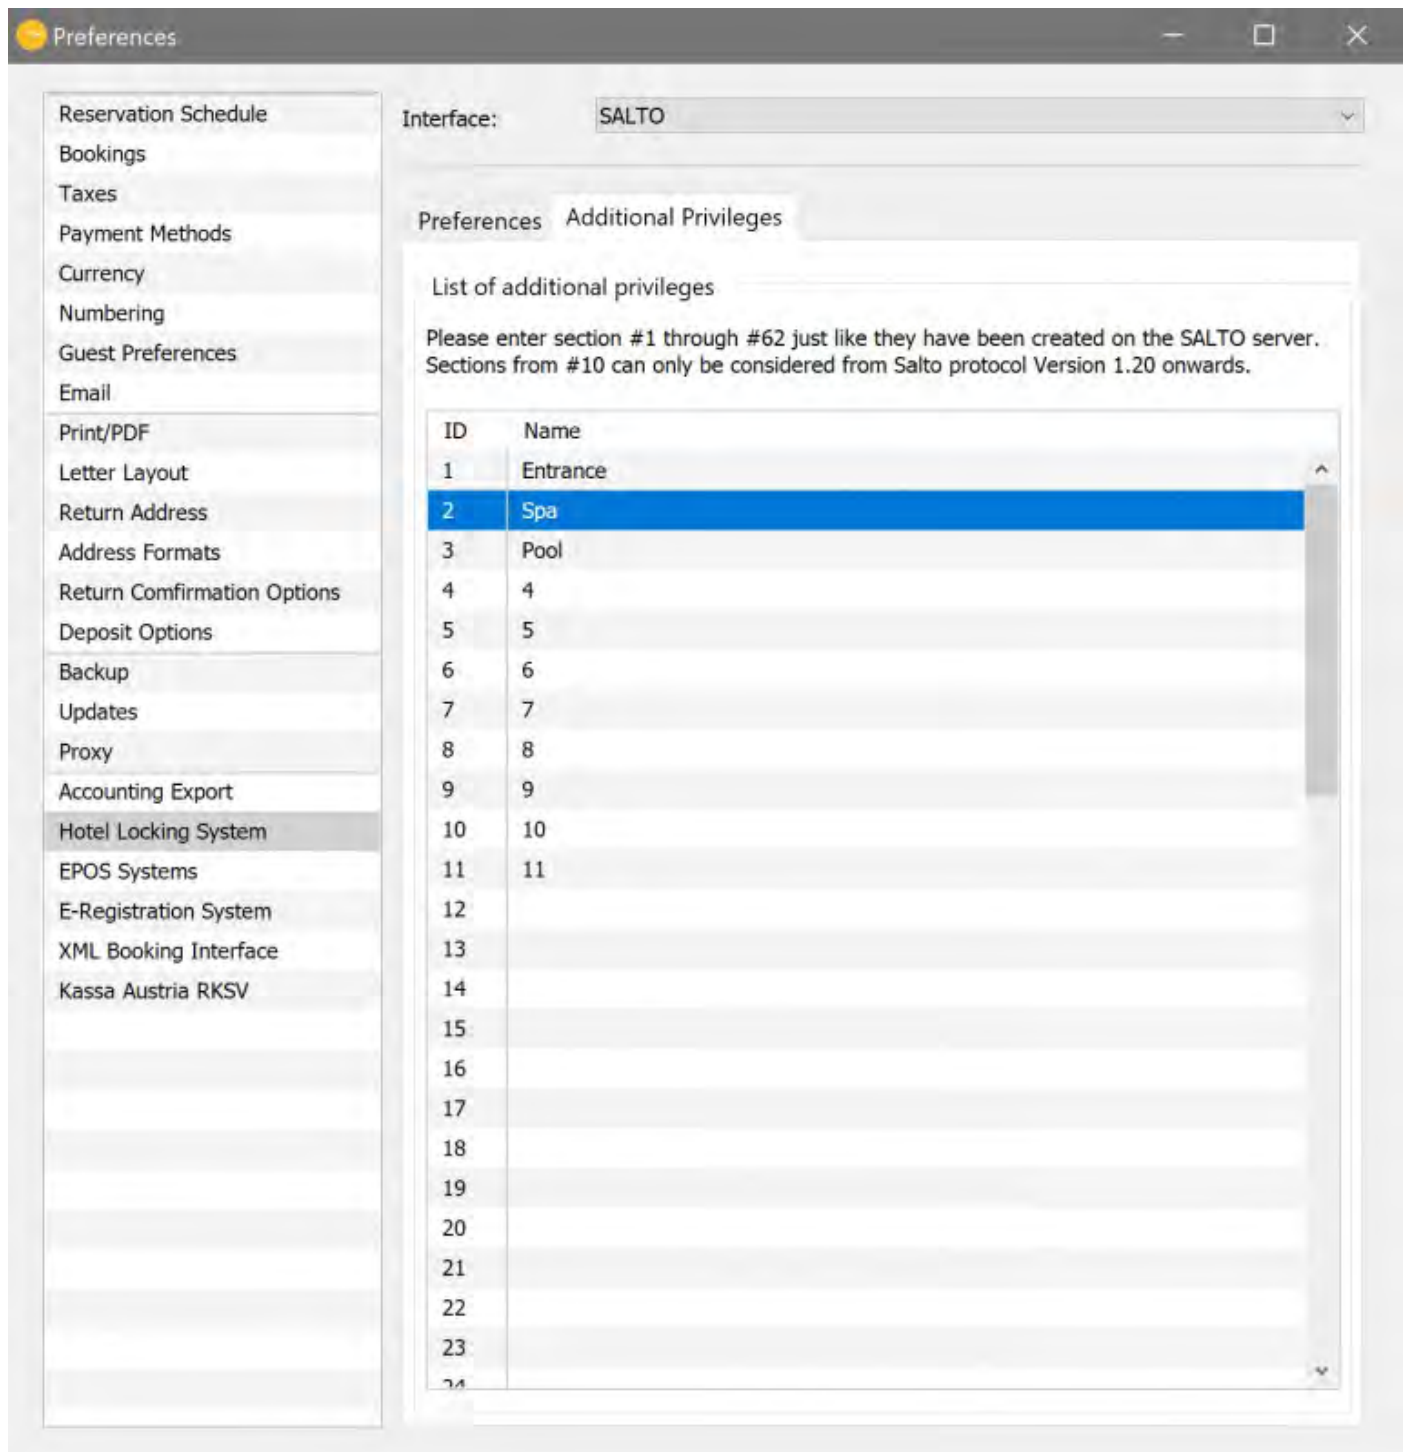 Preferences
Reservation Schedule
Bookings
Taxes
Payment Methods
Currency
Numbering
Guest Preferences
Email
Print/PDF
Letter Layout
Return Address
Address Formats
Return Comfirmation Options
Deposit Options
Backup
Updates
Proxy
Accounting Export
Hotel Locking System
EPOS Systems
E-Registration System
XML Booking Interface
Kassa Austria RKSV
Interface: SALTO
Preferences Additional Privileges
List of additional privileges
Please enter section #1 through #62 just like they have been created on the SALTO server.
Sections from #10 can only be considered from Salto protocol Version 1.20 onwards.
ID Name
1 Entrance
2 Spa
3 Pool
4 4
5 5
6 6
7 7
8 8
9 9
10 10
11 11
12
13
14
15
16
17
18
19
20
21
22
23
24